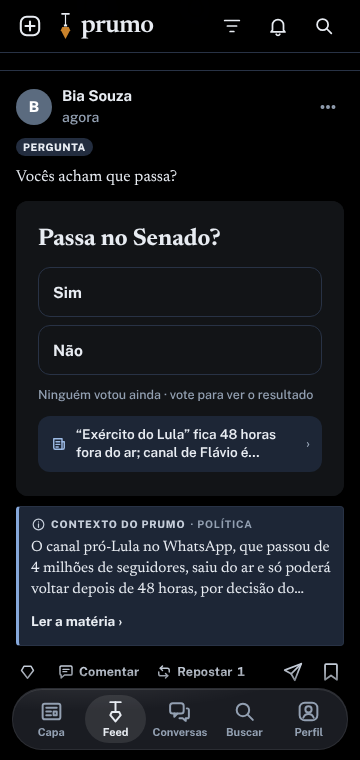 prumo
B
Bia Souza
agora
PERGUNTA
Vocês acham que passa?
Passa no Senado?
Sim
Não
Ninguém votou ainda · vote para ver o resultado
“Exército do Lula” fica 48 horas
fora do ar; canal de Flávio é...
CONTEXTO DO PRUMO · POLÍTICA
O canal pró-Lula no WhatsApp, que passou de
4 milhões de seguidores, saiu do ar e só poderá
voltar depois de 48 horas, por decisão do...
Ler a matéria ›
Comentar
Repostar 1
Capa
Feed
Conversas
Buscar
Perfil